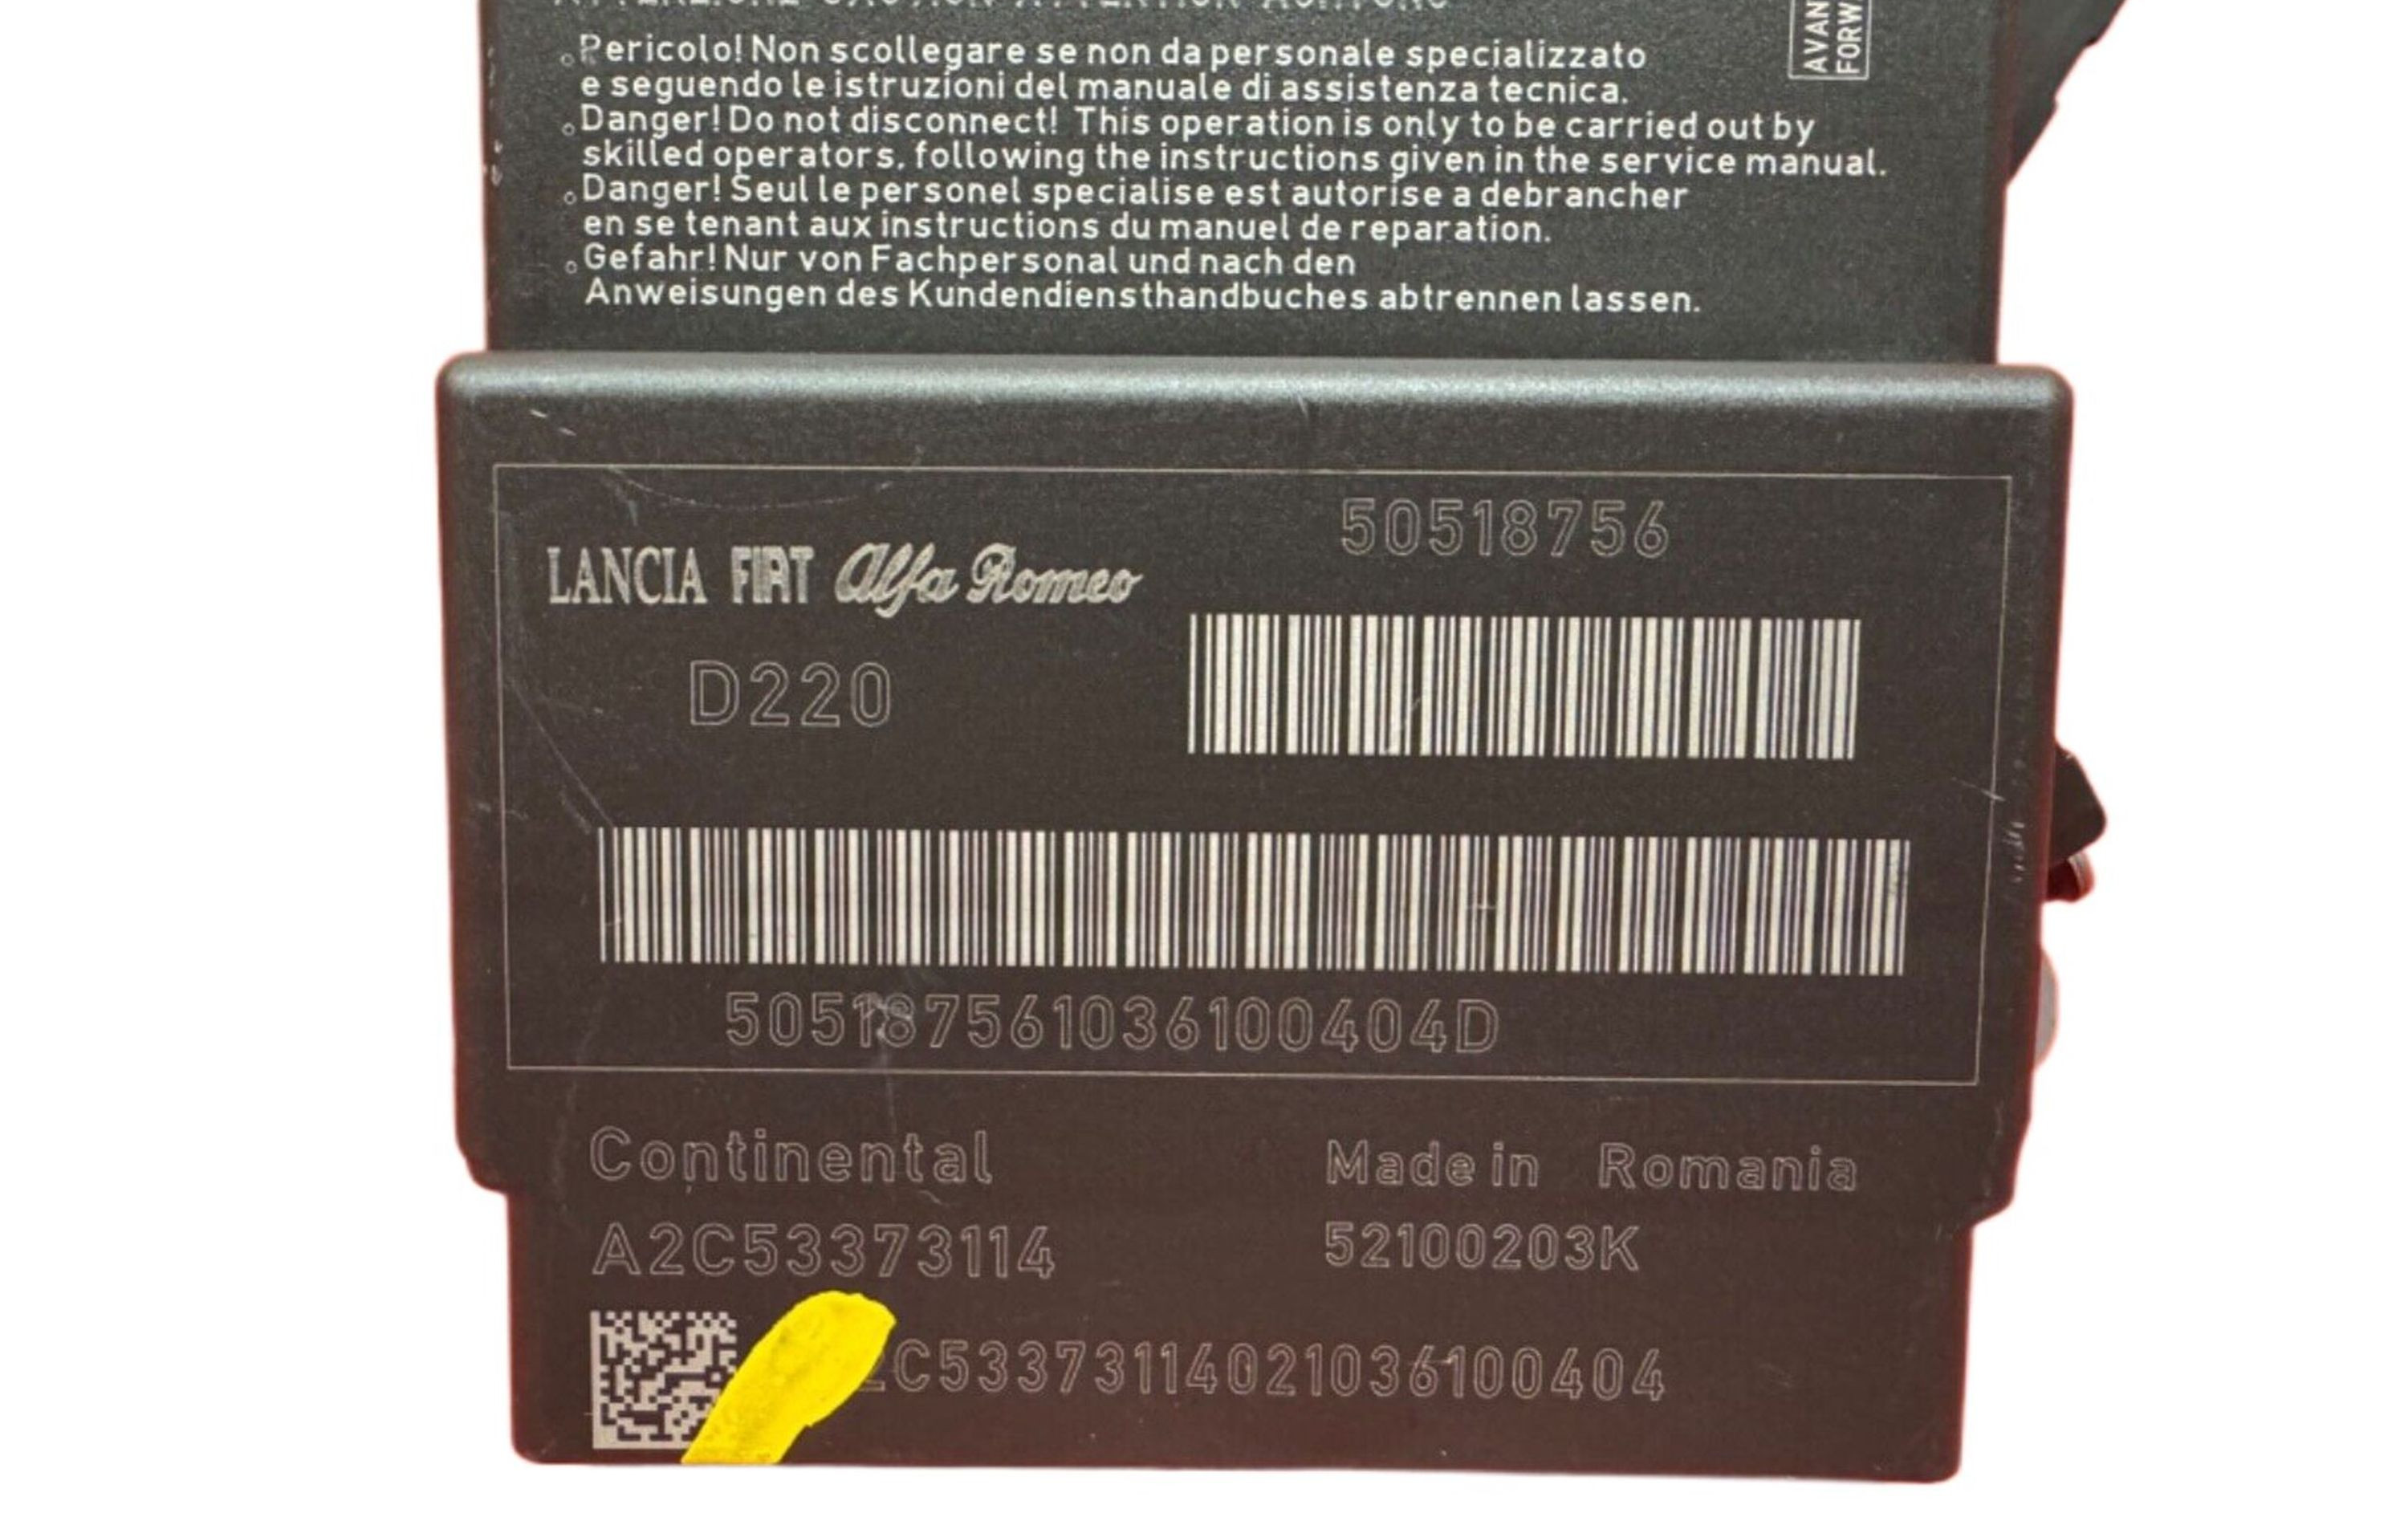 Pericolo! Non scollegare se non da personale specializzato
e seguendo le istruzioni del manuale di assistenza tecnica.
Danger! Do not disconnect! This operation is only to be carried out by
skilled operators, following the instructions given in the service manual.
Danger! Seul le personel specialise est autorise a debrancher
en se tenant aux instructions du manuel de reparation.
Gefahr! Nur von Fachpersonal und nach den
Anweisungen des Kundendiensthandbuches abtrennen lassen.
50518756
LANCIA FIAT Alfa Romeo
D220
505187561036100404D
Continental Made in Romania
A2C53373114 52100203K
2C53373114021036100404